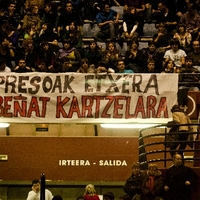 PRESOAK ETXERA
BEÑAT KARTZELARA
IRTEERA - SALIDA